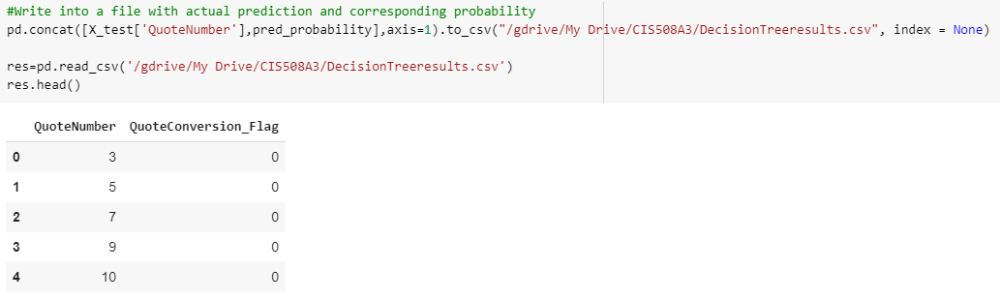 #Write into a file with actual prediction and corresponding probability
pd.concat([X_test['QuoteNumber'],pred_probability],axis=1).to_csv("/gdrive/My Drive/CIS508A3/DecisionTreeresults.csv", index = None)
res=pd.read_csv('/gdrive/My Drive/CIS508A3/DecisionTreeresults.csv')
res.head()
QuoteNumber QuoteConversion_Flag
0 3 0
1 5 0
2 7 0
3 9 0
4 10 0